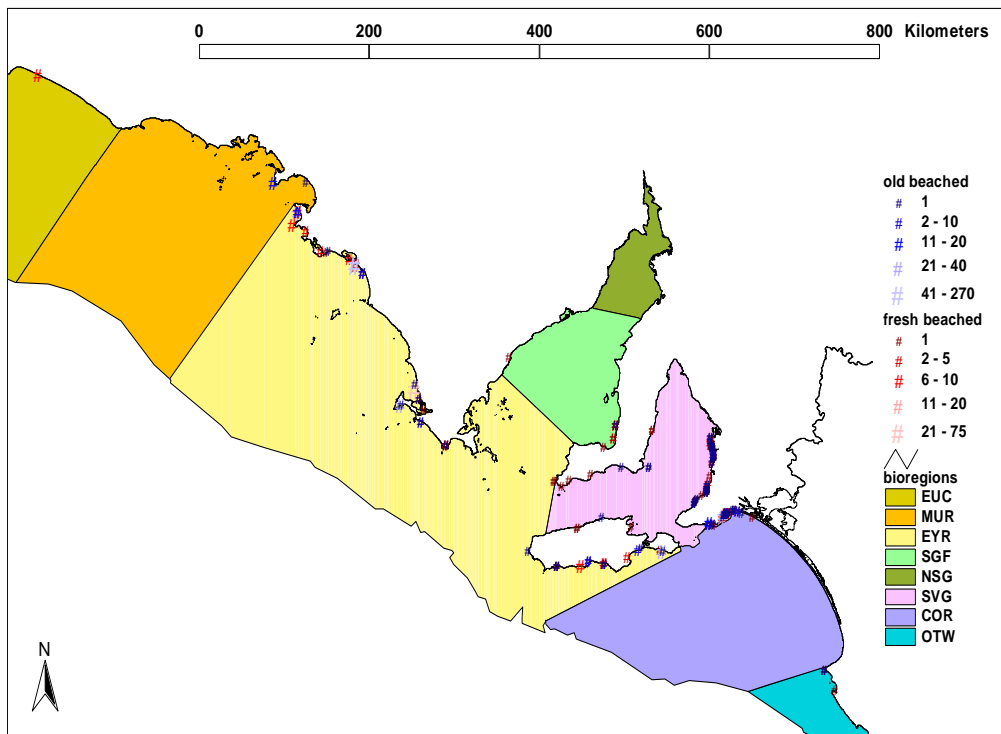 0 200 400 600 800 Kilometers
old beached
# 1
# 2 - 10
# 11 - 20
# 21 - 40
# 41 - 270
fresh beached
# 1
# 2 - 5
# 6 - 10
# 11 - 20
# 21 - 75
bioregions
EUC
MUR
EYR
SGF
NSG
SVG
COR
OTW
N